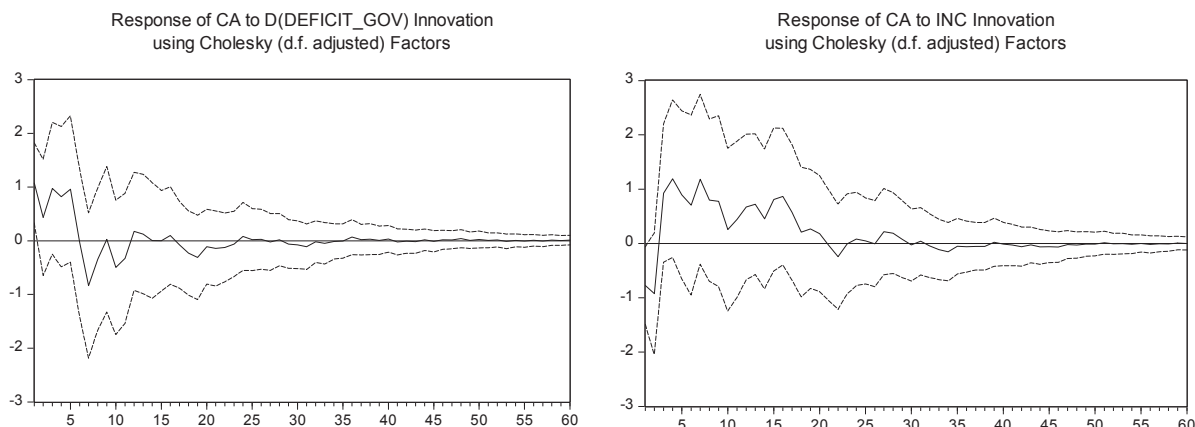 Response of CA to D(DEFICIT_GOV) Innovation
using Cholesky (d.f. adjusted) Factors
3
2
1
0
-1
-2
-3
5 10 15 20 25 30 35 40 45 50 55 60
Response of CA to INC Innovation
using Cholesky (d.f. adjusted) Factors
3
2
1
0
-1
-2
-3
5 10 15 20 25 30 35 40 45 50 55 60